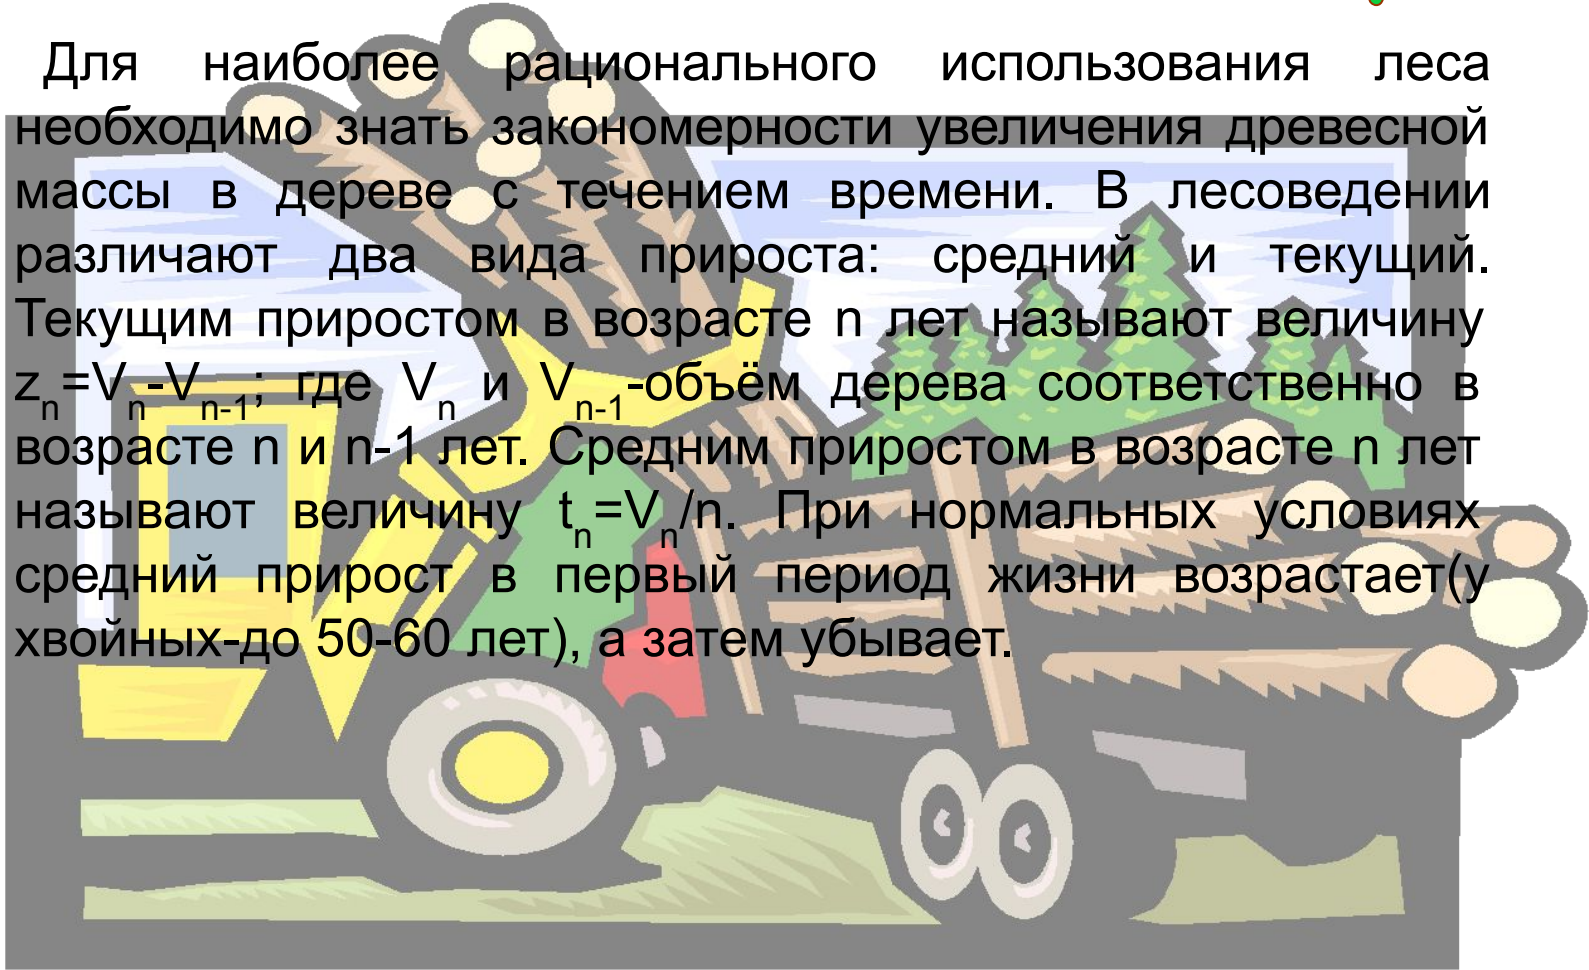 Для наиболее рационального использования леса
необходимо знать закономерности увеличения древесной
массы в дереве с течением времени. В лесоведении
различают два вида прироста: средний и текущий.
Текущим приростом в возрасте n лет называют величину
zₙ=Vₙ-Vₙ₋₁; где Vₙ и Vₙ₋₁-объём дерева соответственно в
возрасте n и n-1 лет. Средним приростом в возрасте n лет
называют величину tₙ=Vₙ/n. При нормальных условиях
средний прирост в первый период жизни возрастает(у
хвойных-до 50-60 лет), а затем убывает.